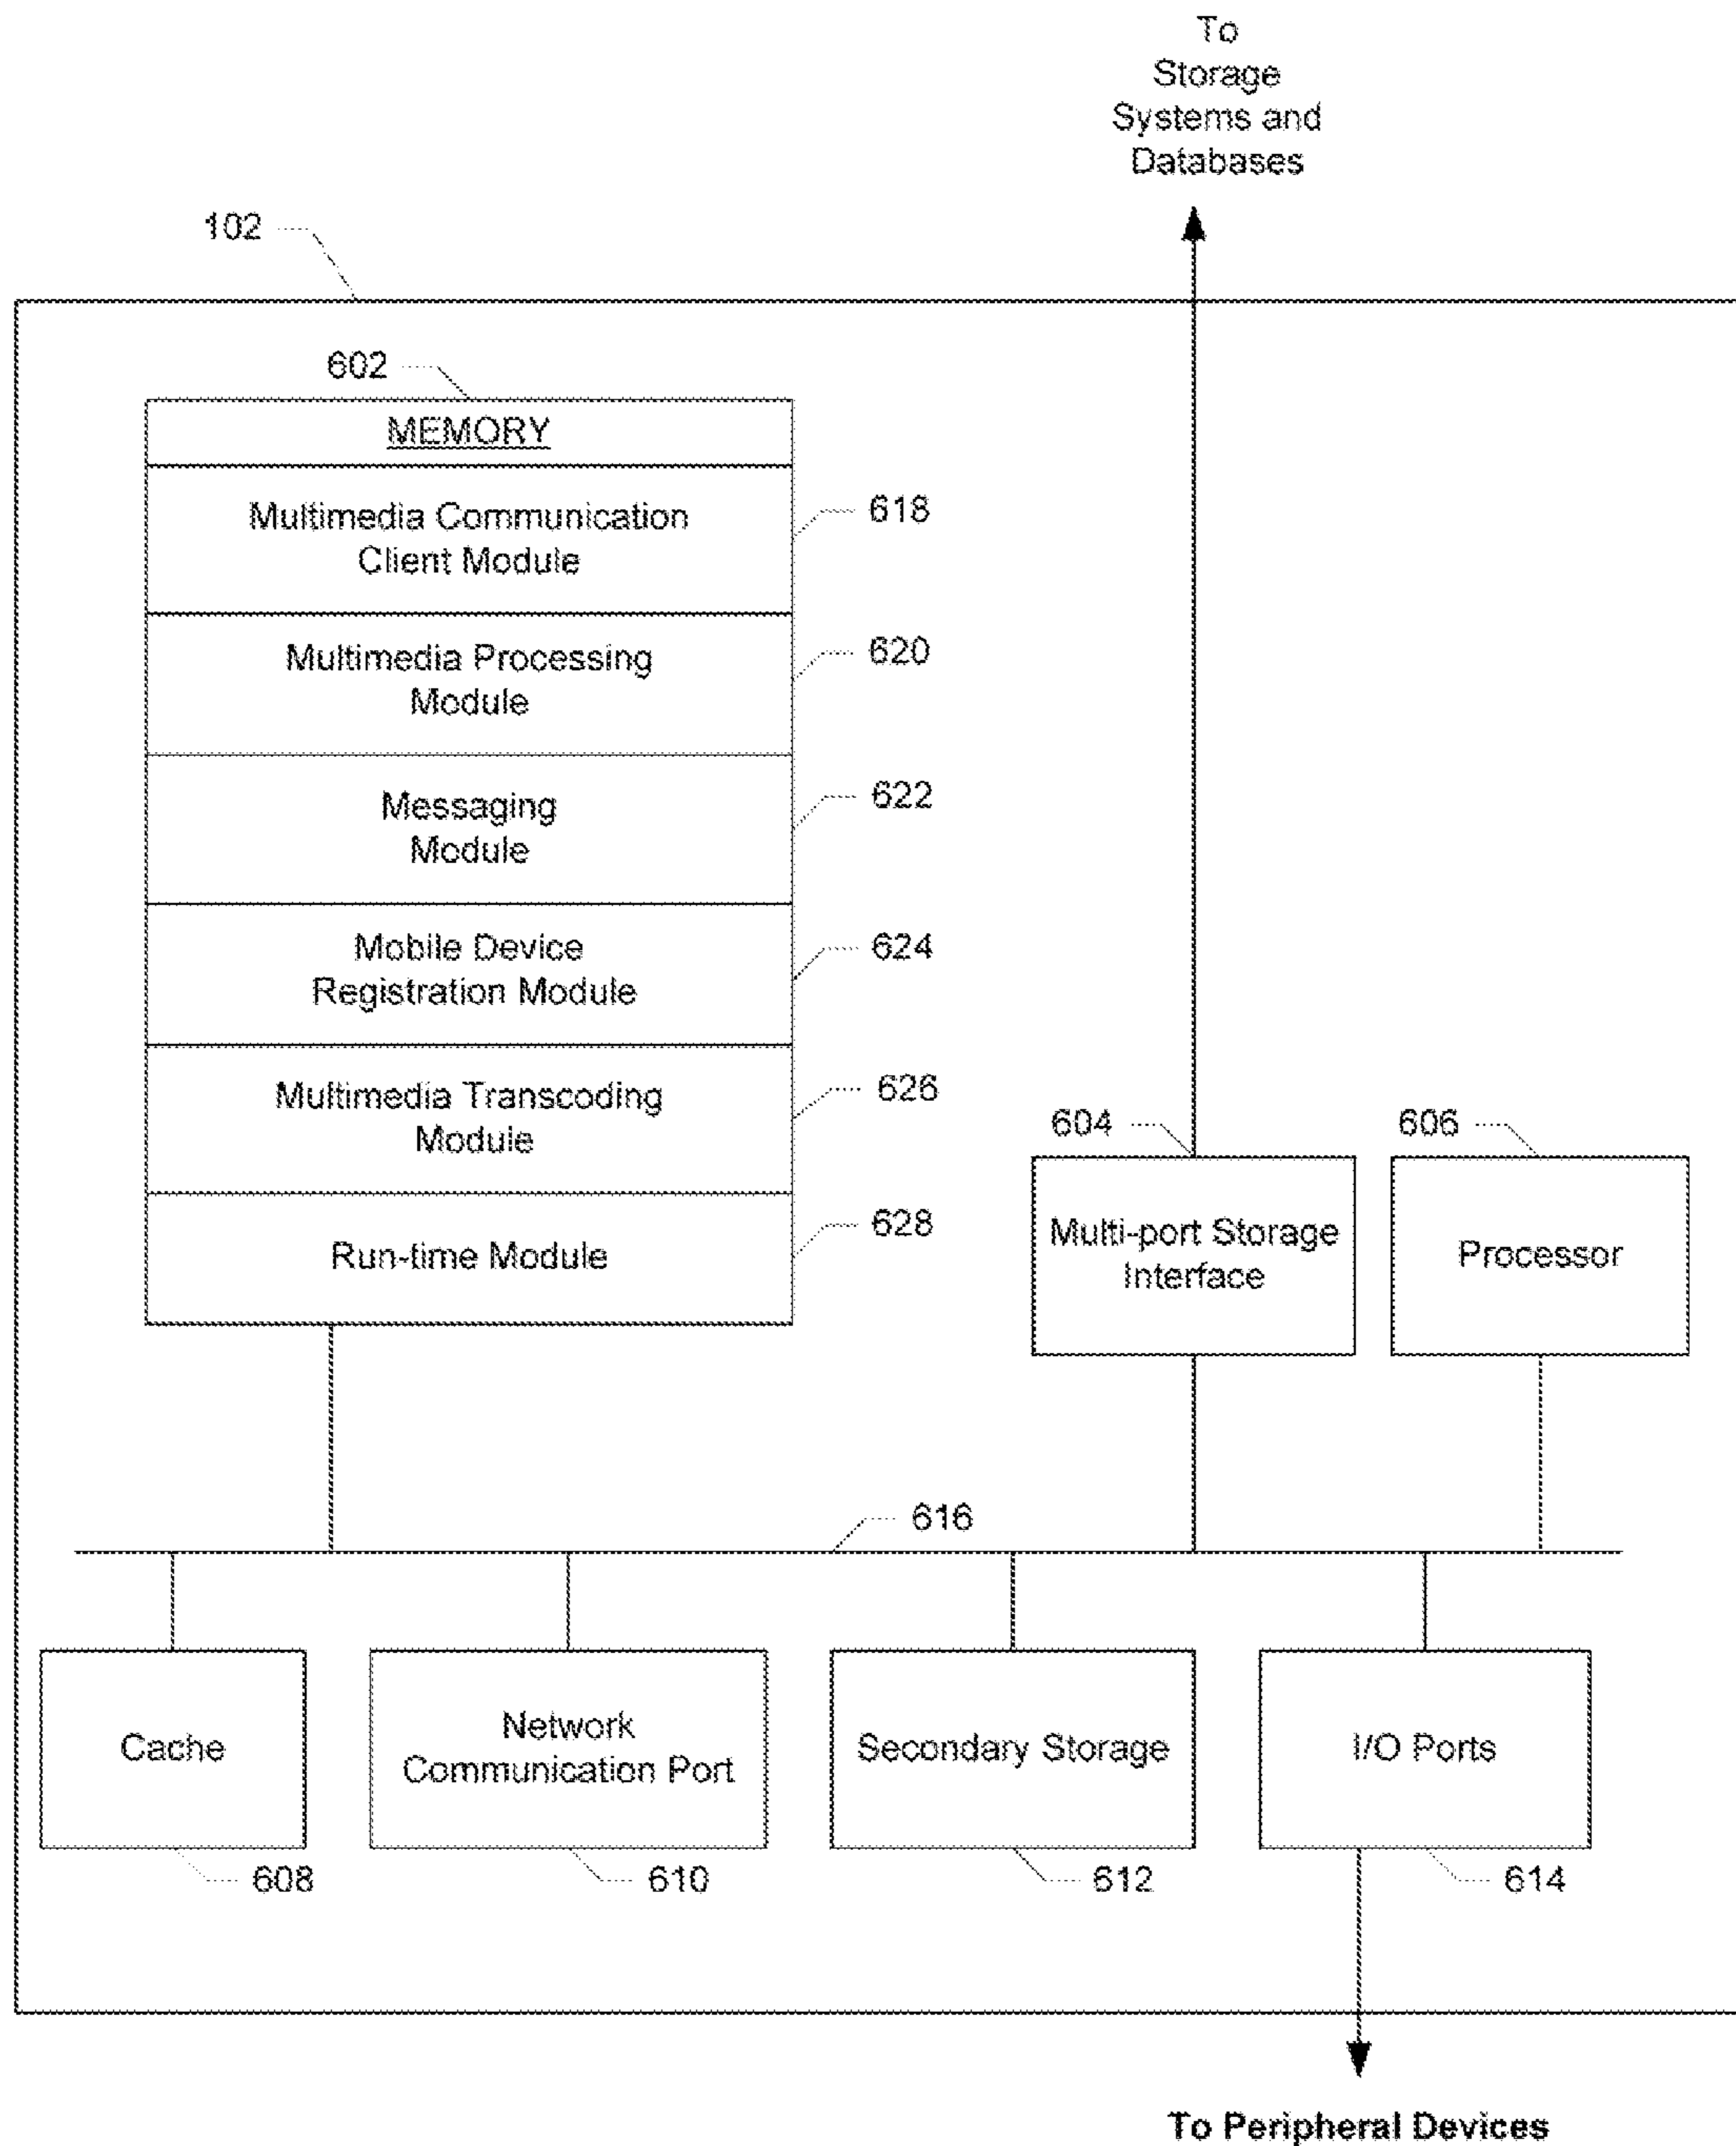 To
Storage
Systems and
Databases
102
602
MEMORY
Multimedia Communication
Client Module
618
Multimedia Processing
Module
620
Messaging
Module
622
Mobile Device
Registration Module
624
Multimedia Transcoding
Module
626
Run-time Module
628
604
Multi-port Storage
Interface
606
Processor
616
Cache
608
Network
Communication Port
610
Secondary Storage
612
I/O Ports
614
To Peripheral Devices